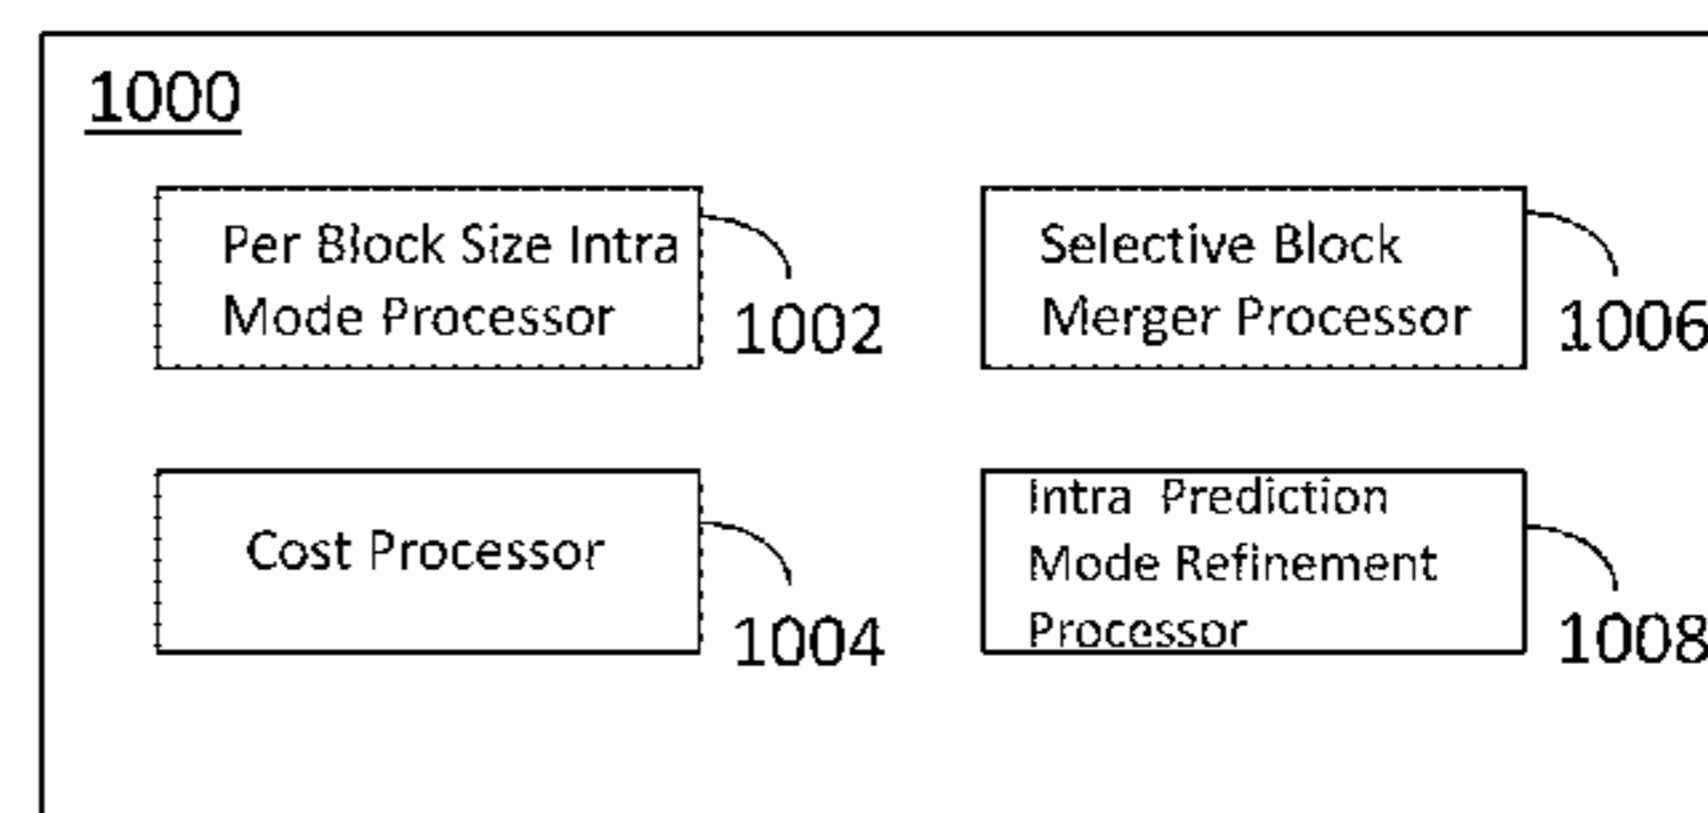 1000
Per Block Size Intra
Mode Processor
1002
Selective Block
Merger Processor
1006
Cost Processor
1004
Intra Prediction
Mode Refinement
Processor
1008